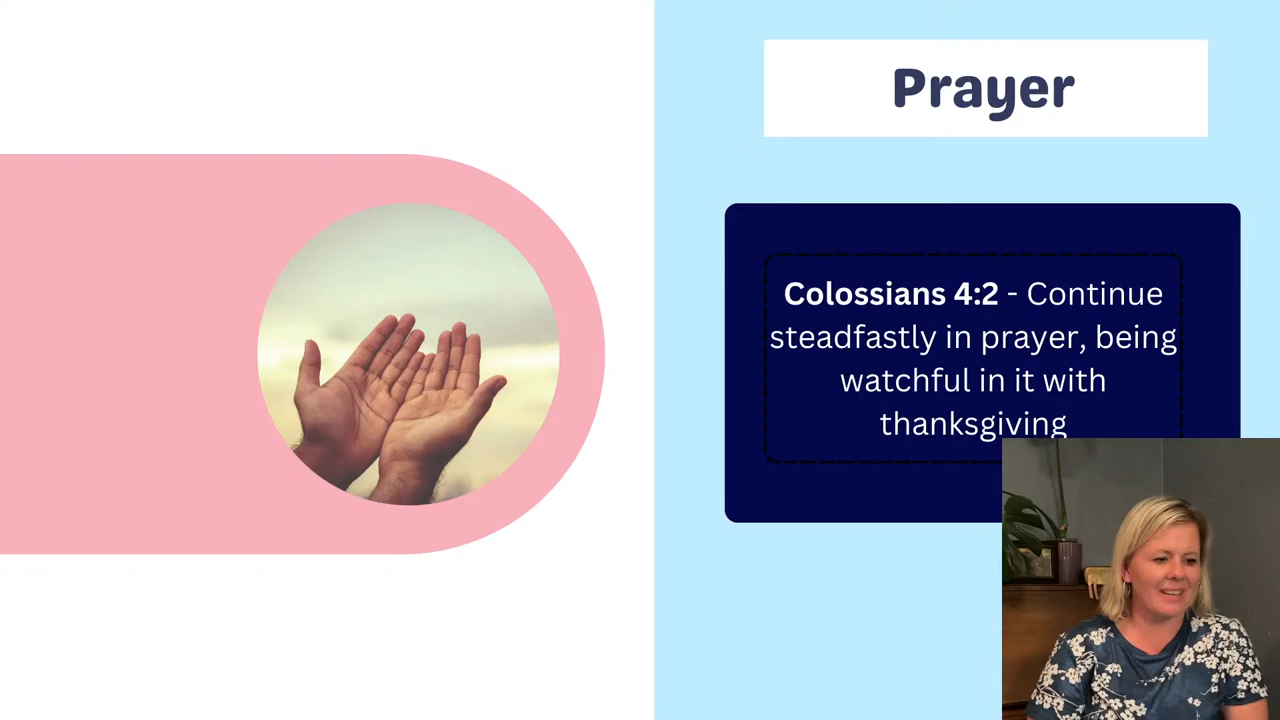 Prayer
Colossians 4:2 - Continue
steadfastly in prayer, being
watchful in it with
thanksgiving